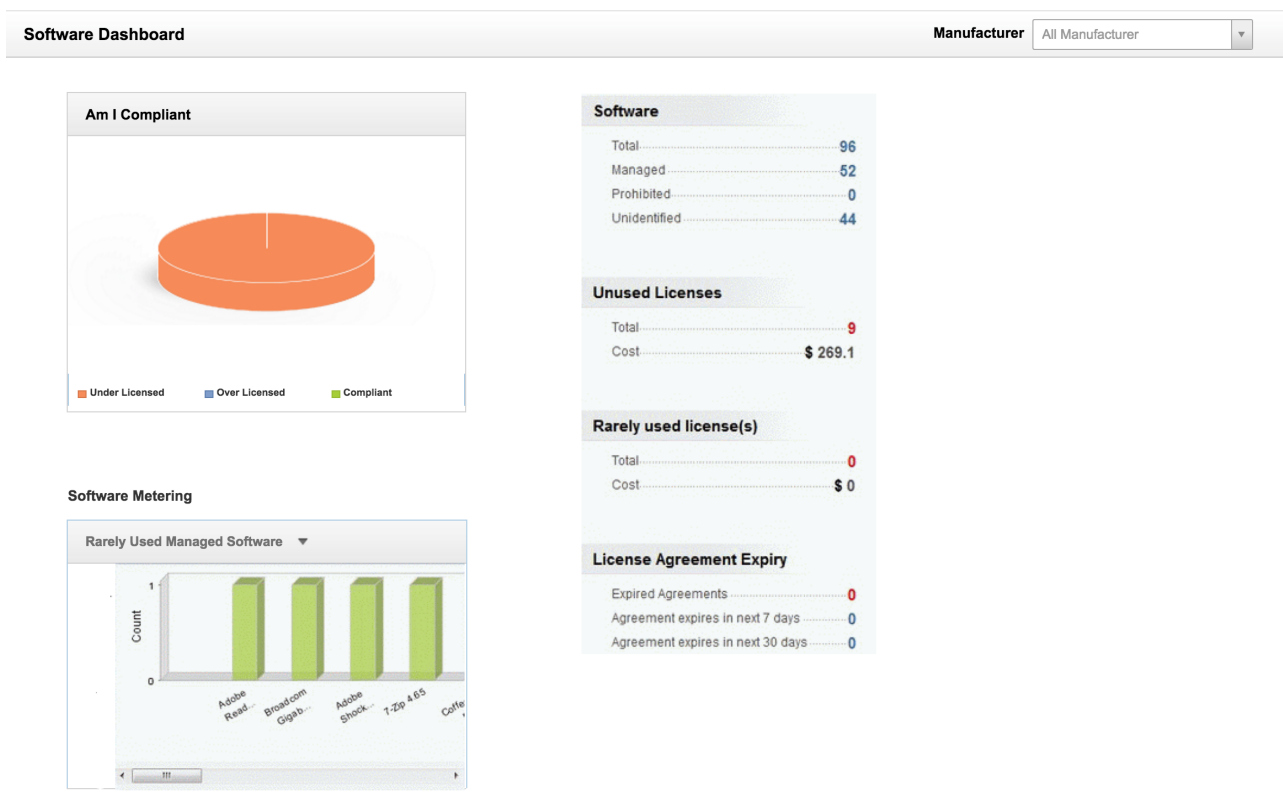 Software Dashboard
Manufacturer All Manufacturer
Am I Compliant
Under Licensed Over Licensed Compliant
Software Metering
Rarely Used Managed Software
Count
1
0
Adobe Read...
Broadcom Gigab...
Adobe Shock...
7-Zip 4.65
Software
Total 96
Managed 52
Prohibited 0
Unidentified 44
Unused Licenses
Total 9
Cost $ 269.1
Rarely used license(s)
Total 0
Cost $ 0
License Agreement Expiry
Expired Agreements 0
Agreement expires in next 7 days 0
Agreement expires in next 30 days 0